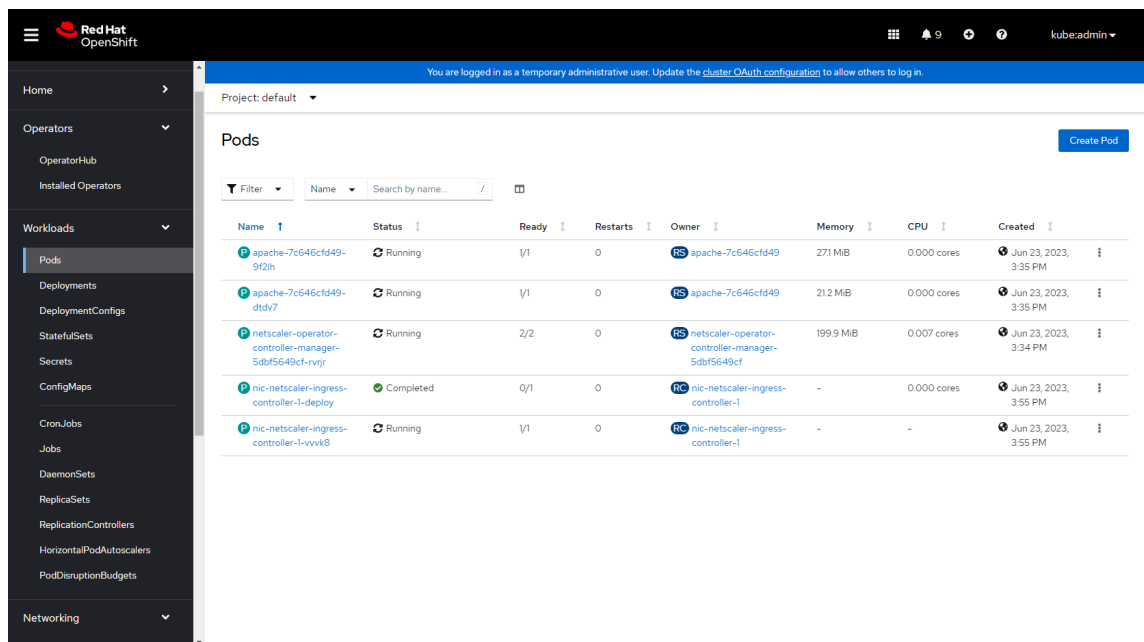 Red Hat
OpenShift
9
kube:admin
You are logged in as a temporary administrative user. Update the cluster OAuth configuration to allow others to log in.
Home
Operators
OperatorHub
Installed Operators
Workloads
Pods
Deployments
DeploymentConfigs
StatefulSets
Secrets
ConfigMaps
CronJobs
Jobs
DaemonSets
ReplicaSets
ReplicationControllers
HorizontalPodAutoscalers
PodDisruptionBudgets
Networking
Project: default
Pods
Create Pod
Filter Name Search by name... /
Name Status Ready Restarts Owner Memory CPU Created
P apache-7c646cfd49- Running 1/1 0 RS apache-7c646cfd49 27.1 MiB 0.000 cores Jun 23, 2023,
9f2lh 3:35 PM
P apache-7c646cfd49- Running 1/1 0 RS apache-7c646cfd49 21.2 MiB 0.000 cores Jun 23, 2023,
dtdv7 3:35 PM
P netscaler-operator- Running 2/2 0 RS netscaler-operator- 199.9 MiB 0.007 cores Jun 23, 2023,
controller-manager- controller-manager- 3:34 PM
5dbf5649cf-rvrjr 5dbf5649cf
P nic-netscaler-ingress- Completed 0/1 0 RC nic-netscaler-ingress- - 0.000 cores Jun 23, 2023,
controller-1-deploy controller-1 3:55 PM
P nic-netscaler-ingress- Running 1/1 0 RC nic-netscaler-ingress- - - Jun 23, 2023,
controller-1-vvvk8 controller-1 3:55 PM